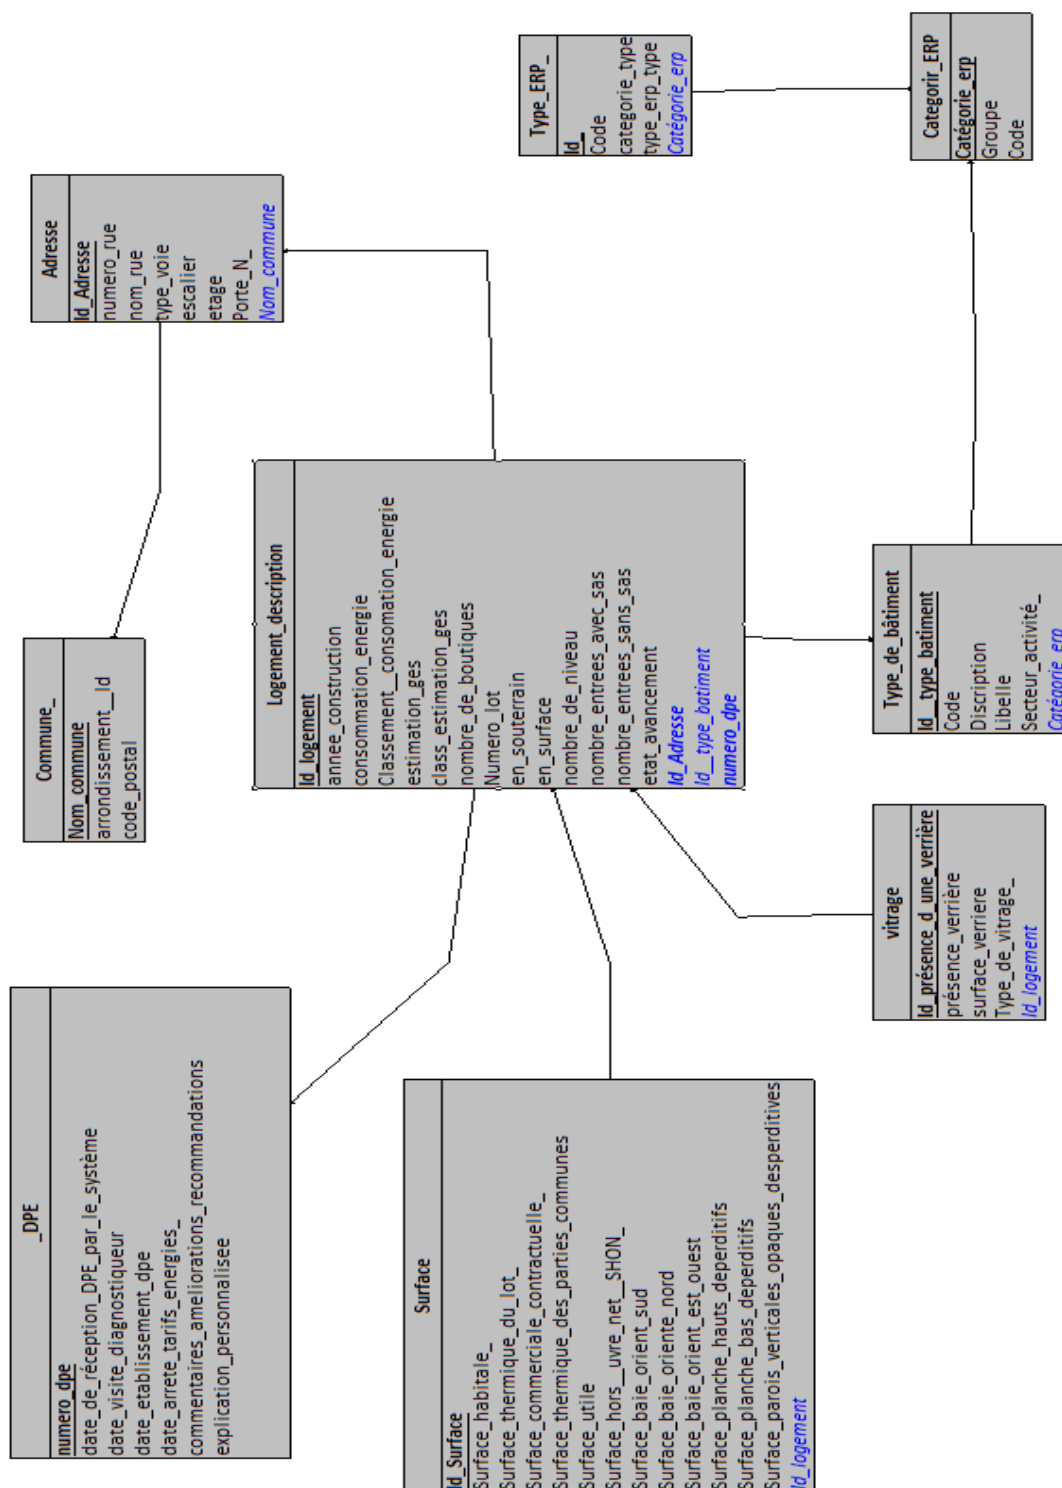 _DPE
numero_dpe
date_de_réception_DPE_par_le_système
date_visite_diagnostiqueur
date_etablissement_dpe
date_arrete_tarifs_energies_
commentaires_ameliorations_recommandations
explication_personnalisee
Surface
Id_Surface
Surface_habitale_
Surface_thermique_du_lot_
Surface_commerciale_contractuelle_
Surface_thermique_des_parties_communes
Surface_utile
Surface_hors__uvre_net__SHON_
Surface_baie_orient_sud
Surface_baie_oriente_nord
Surface_baie_orient_est_ouest
Surface_planche_hauts_deperditifs
Surface_planche_bas_deperditifs
Surface_parois_verticales_opaques_desperditives
Id_logement
Commune_
Nom_commune
arrondissement__Id
code_postal
vitrage
Id_présence_d_une_verrière
présence_verrière
surface_verriere
Type_de_vitrage_
Id_logement
Logement_description
Id_logement
annee_construction
consommation_energie
Classement__consomation_energie
estimation_ges
class_estimation_ges
nombre_de_boutiques
Numero_lot
en_souterrain
en_surface
nombre_de_niveau
nombre_entrees_avec_sas
nombre_entrées_sans_sas
etat_avancement
Id_Adresse
Id__type_batiment
numero_dpe
Type_de_bâtiment
Id__type_batiment
Code
Discription
Libelle
Secteur_activité_
Catégorie_erp
Adresse
Id_Adresse
numero_rue
nom_rue
type_voie
escalier
etage
Porte_N_
Nom_commune
Type_ERP_
Id_
Code
categorie_type
type_erp_type
Catégorie_erp
Categorir_ERP
Catégorie_erp
Groupe
Code